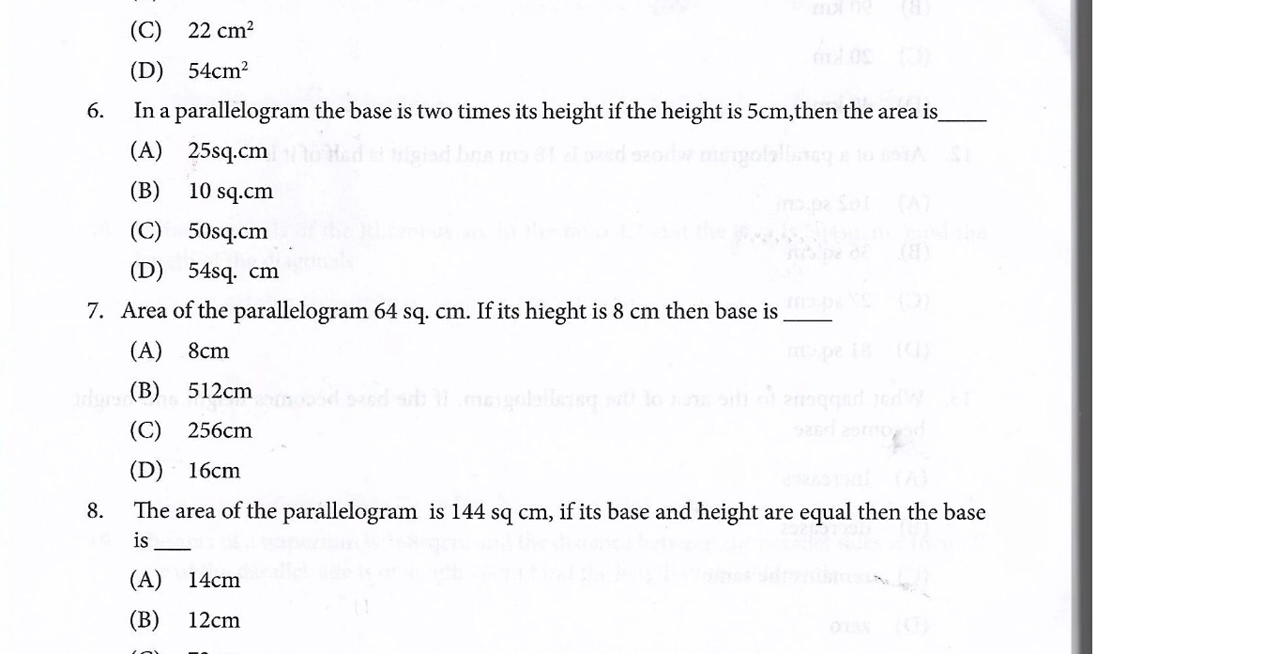 (C) 22 cm²
(D) 54cm²
6. In a parallelogram the base is two times its height if the height is 5cm,then the area is____
(A) 25sq.cm
(B) 10 sq.cm
(C) 50sq.cm
(D) 54sq. cm
7. Area of the parallelogram 64 sq. cm. If its hieght is 8 cm then base is ____
(A) 8cm
(B) 512cm
(C) 256cm
(D) 16cm
8. The area of the parallelogram is 144 sq cm, if its base and height are equal then the base
is ___
(A) 14cm
(B) 12cm